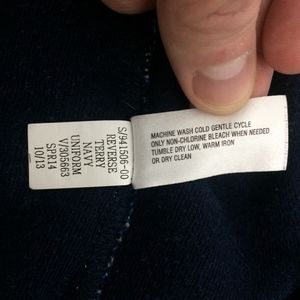 S/941506-00
REVERSE
TERRY
NAVY
UNIFORM
V/305663
SPR14
10/13
MACHINE WASH COLD GENTLE CYCLE
ONLY NON-CHLORINE BLEACH WHEN NEEDED
TUMBLE DRY LOW, WARM IRON
OR DRY CLEAN